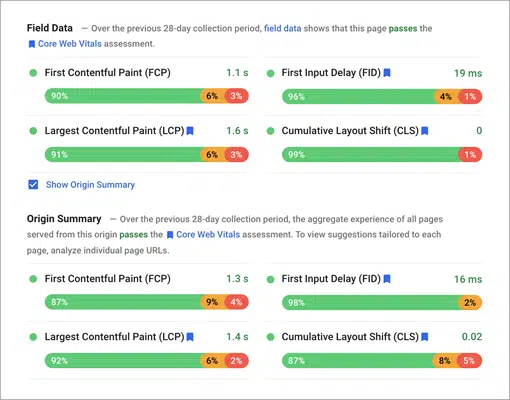 Field Data — Over the previous 28-day collection period, field data shows that this page passes the
Core Web Vitals assessment.
First Contentful Paint (FCP) 1.1 s
90% 6% 3%
First Input Delay (FID) 19 ms
96% 4% 1%
Largest Contentful Paint (LCP) 1.6 s
91% 6% 3%
Cumulative Layout Shift (CLS) 0
99% 1%
Show Origin Summary
Origin Summary — Over the previous 28-day collection period, the aggregate experience of all pages
served from this origin passes the Core Web Vitals assessment. To view suggestions tailored to each
page, analyze individual page URLs.
First Contentful Paint (FCP) 1.3 s
87% 9% 4%
First Input Delay (FID) 16 ms
98% 2%
Largest Contentful Paint (LCP) 1.4 s
92% 6% 2%
Cumulative Layout Shift (CLS) 0.02
87% 8% 5%